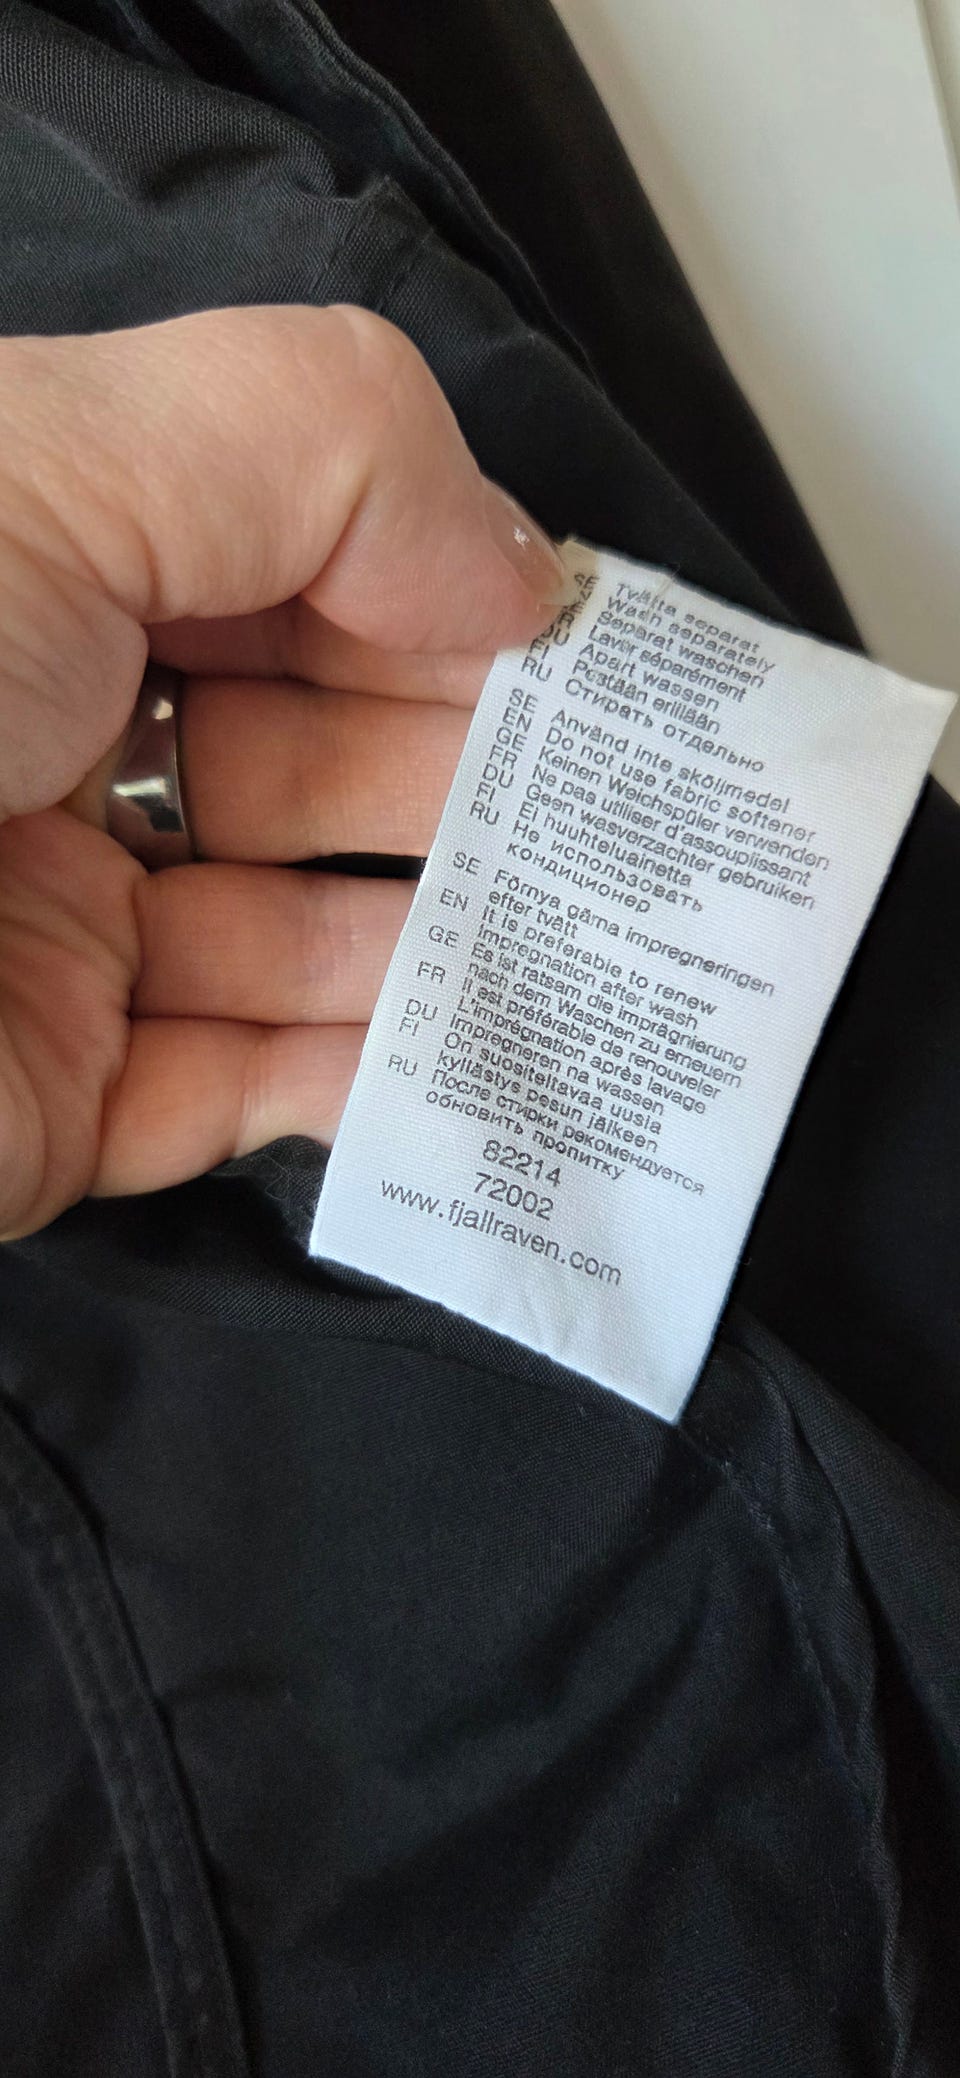 SE Tvätta separat
Wash separately
Separat waschen
Lavar séparément
DU Apart wassen
FI Pestään erillään
RU Стирать отдельно
SE Använd inte sköljmedel
EN Do not use fabric softener
GE Keinen Weichspüler verwenden
FR Ne pas utiliser d'assouplissant
DU Geen wasverzachter gebruiken
FI Ei huuhteluainetta
RU Не использовать
кондиционер
SE Förnya gärna impregneringen
efter tvätt
EN It is preferable to renew
Impregnation after wash
GE Es ist ratsam die imprägnierung
nach dem Waschen zu erneuern
FR Il est préférable de renouveler
L'imprégnation après lavage
DU Impregneren na wassen
FI On suositeltavaa uusia
kyllästys pesun jälkeen
RU После стирки рекомендуется
обновить пропитку
82214
72002
www.fjallraven.com